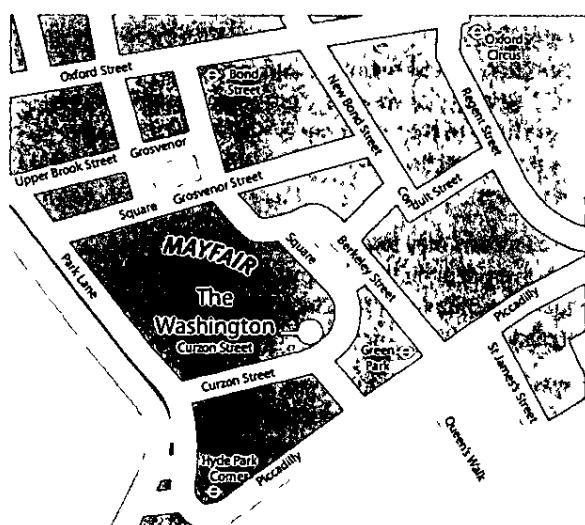 Oxford
Circus
Oxford Street
Bond
Street
New Bond Street
Regent Street
Upper Brook Street
Grosvenor
Square
Grosvenor Street
Conduit Street
MAYFAIR
Square
Berkeley Street
Park Lane
The
Washington
Curzon Street
Piccadilly
Green
Park
St James's Street
Curzon Street
Queen's Walk
Hyde Park
Corner
Piccadilly